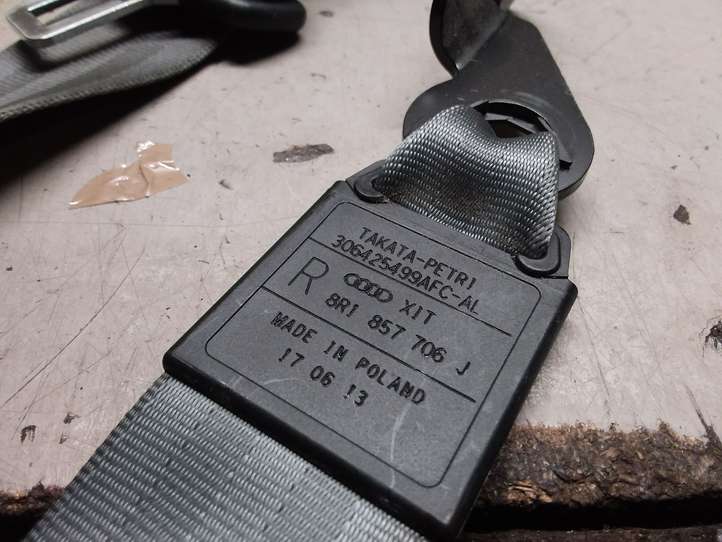 TAKATA-PETRI
306425499AFC-AL
R XIT
8R1 857 706 J
MADE IN POLAND
17 06 13